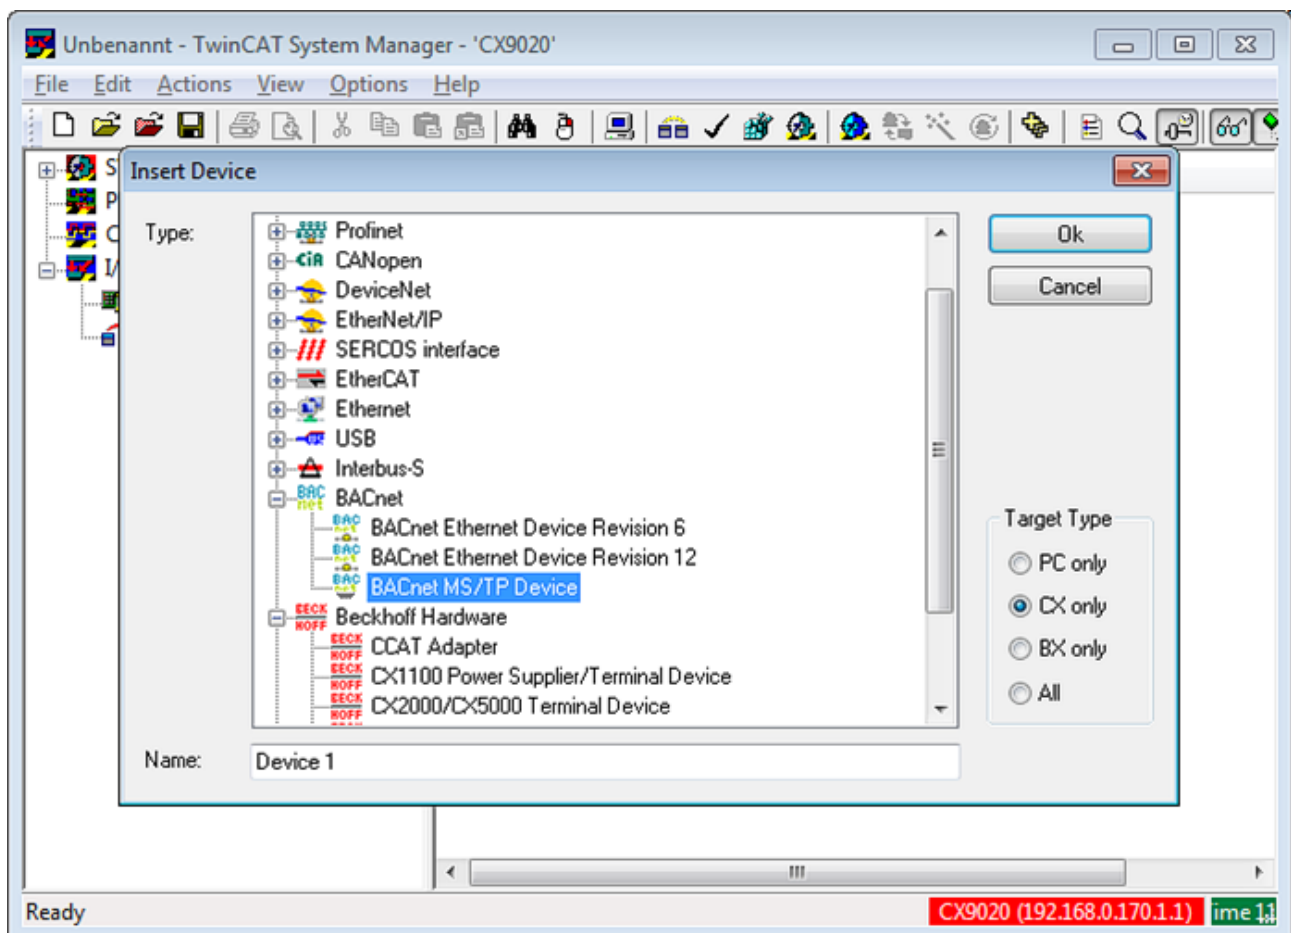 Unbenannt - TwinCAT System Manager - 'CX9020'
File Edit Actions View Options Help
Insert Device
Type:
Profinet
CANopen
DeviceNet
EtherNet/IP
SERCOS interface
EtherCAT
Ethernet
USB
Interbus-S
BACnet
BACnet Ethernet Device Revision 6
BACnet Ethernet Device Revision 12
BACnet MS/TP Device
Beckhoff Hardware
CCAT Adapter
CX1100 Power Supplier/Terminal Device
CX2000/CX5000 Terminal Device
Ok
Cancel
Target Type
PC only
CX only
BX only
All
Name:
Device 1
Ready
CX9020 (192.168.0.170.1.1)